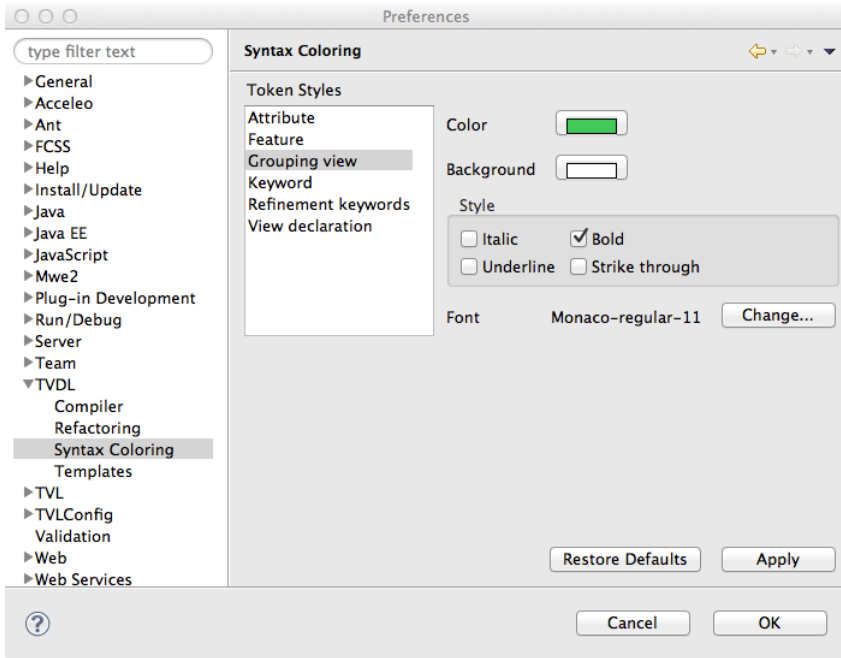 Preferences
type filter text
General
Acceleo
Ant
FCSS
Help
Install/Update
Java
Java EE
JavaScript
Mwe2
Plug-in Development
Run/Debug
Server
Team
TVDL
Compiler
Refactoring
Syntax Coloring
Templates
TVL
TVLConfig
Validation
Web
Web Services
Syntax Coloring
Token Styles
Attribute
Feature
Grouping view
Keyword
Refinement keywords
View declaration
Color
Background
Style
Italic Bold
Underline Strike through
Font Monaco-regular-11 Change...
Restore Defaults Apply
? Cancel OK